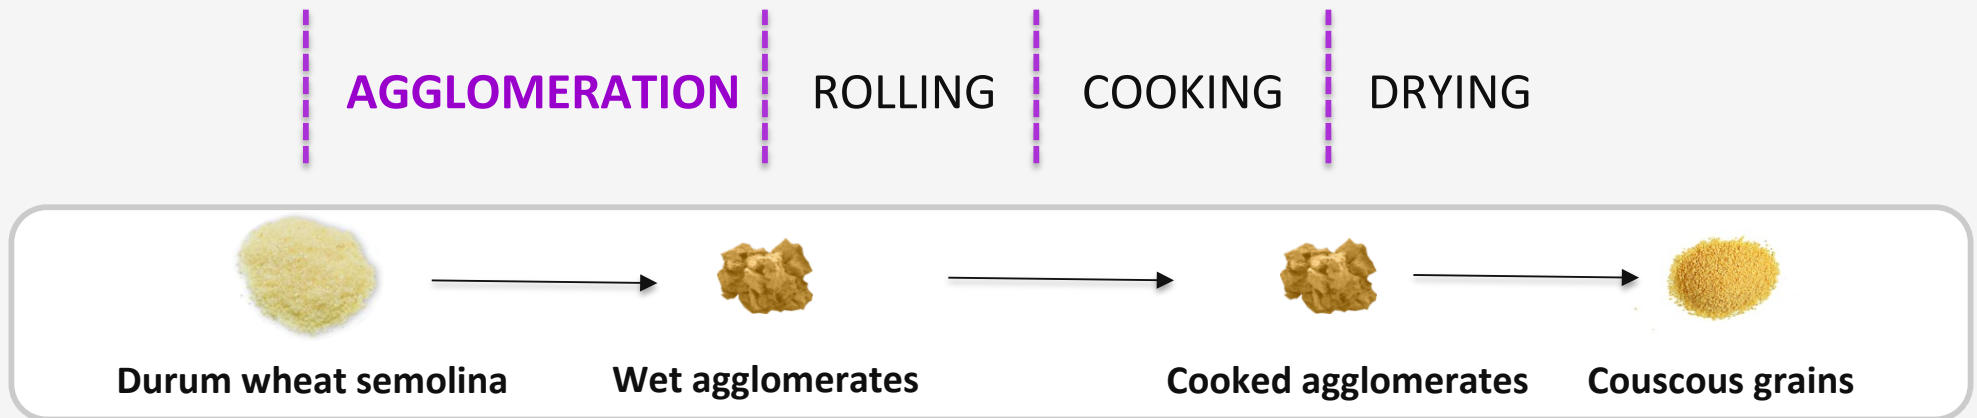 AGGLOMERATION ROLLING COOKING DRYING
Durum wheat semolina Wet agglomerates Cooked agglomerates Couscous grains